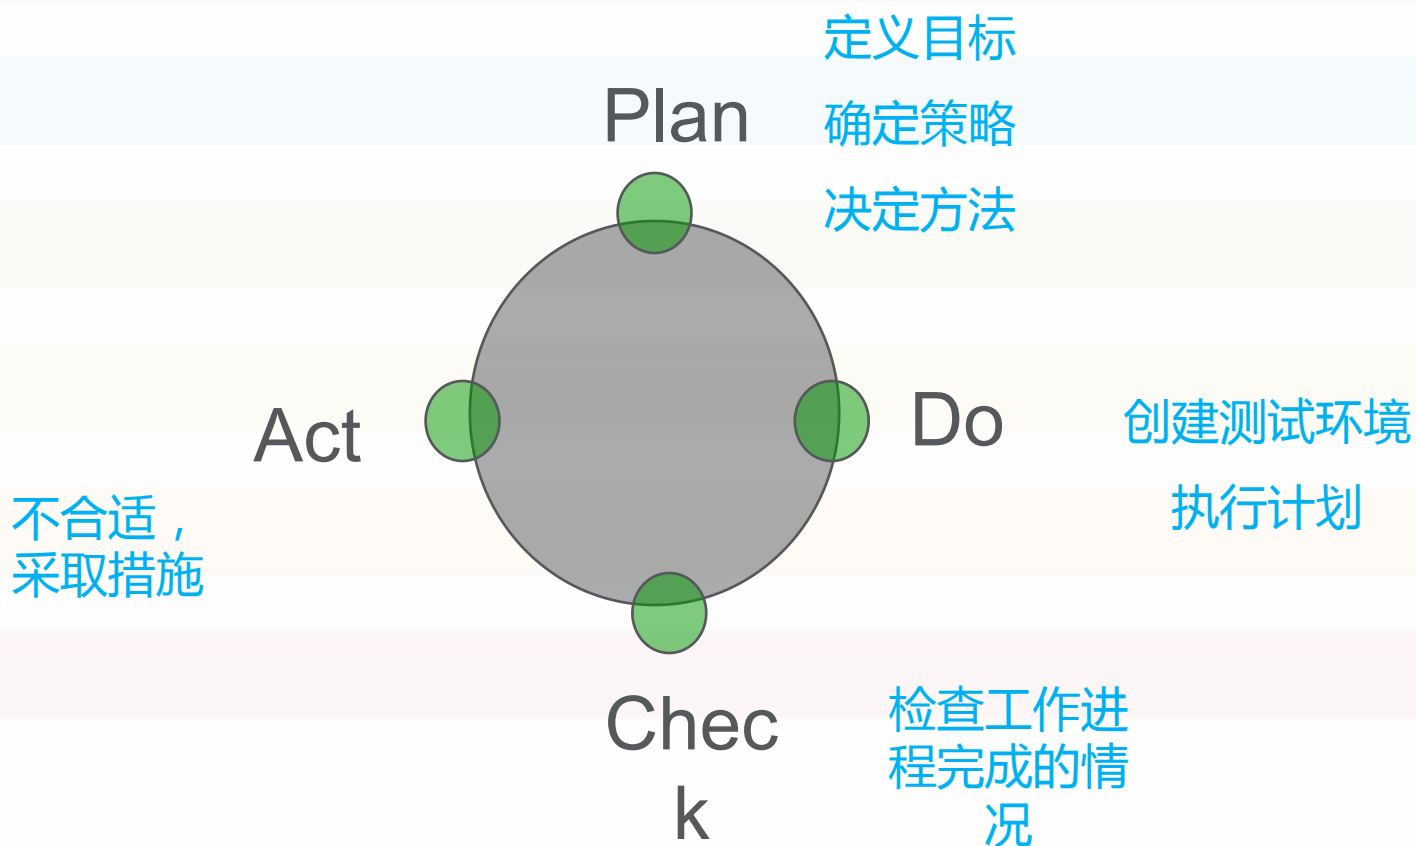 定义目标
Plan
确定策略
决定方法
Do
创建测试环境
执行计划
Act
不合适，
采取措施
Chec
k
检查工作进
程完成的情
况